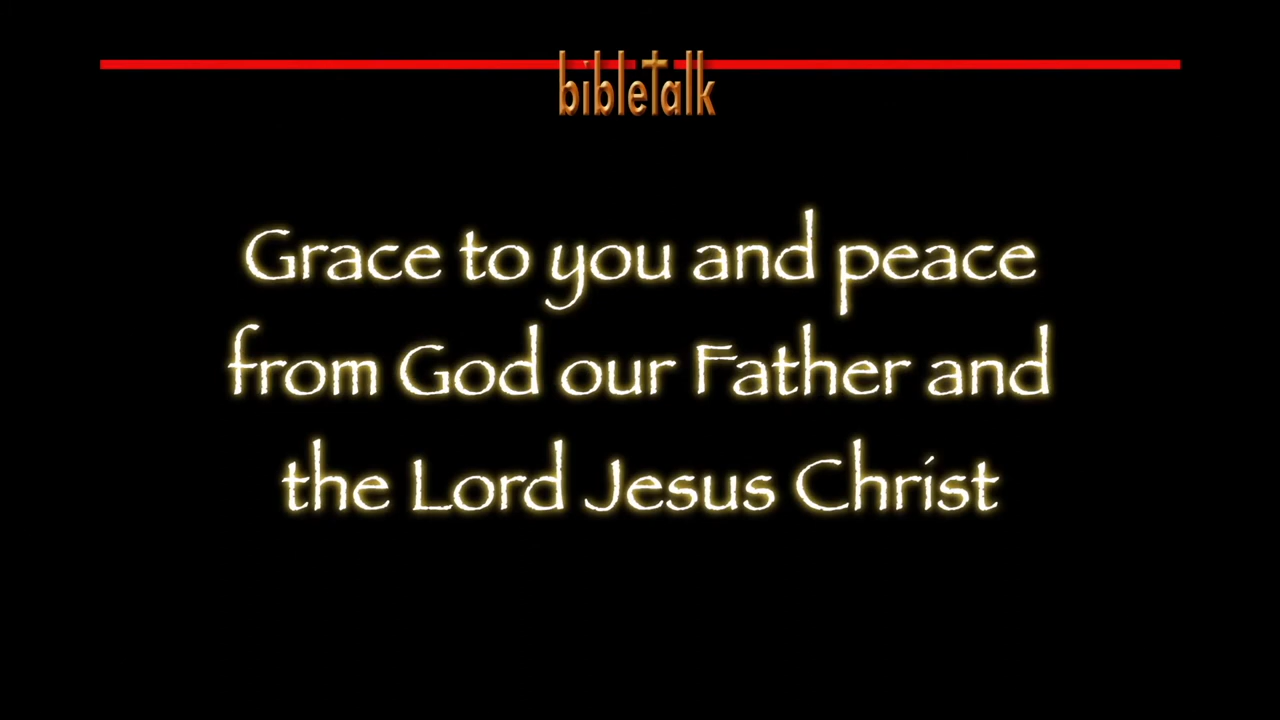 bibleTalk
Grace to you and peace
from God our Father and
the Lord Jesus Christ